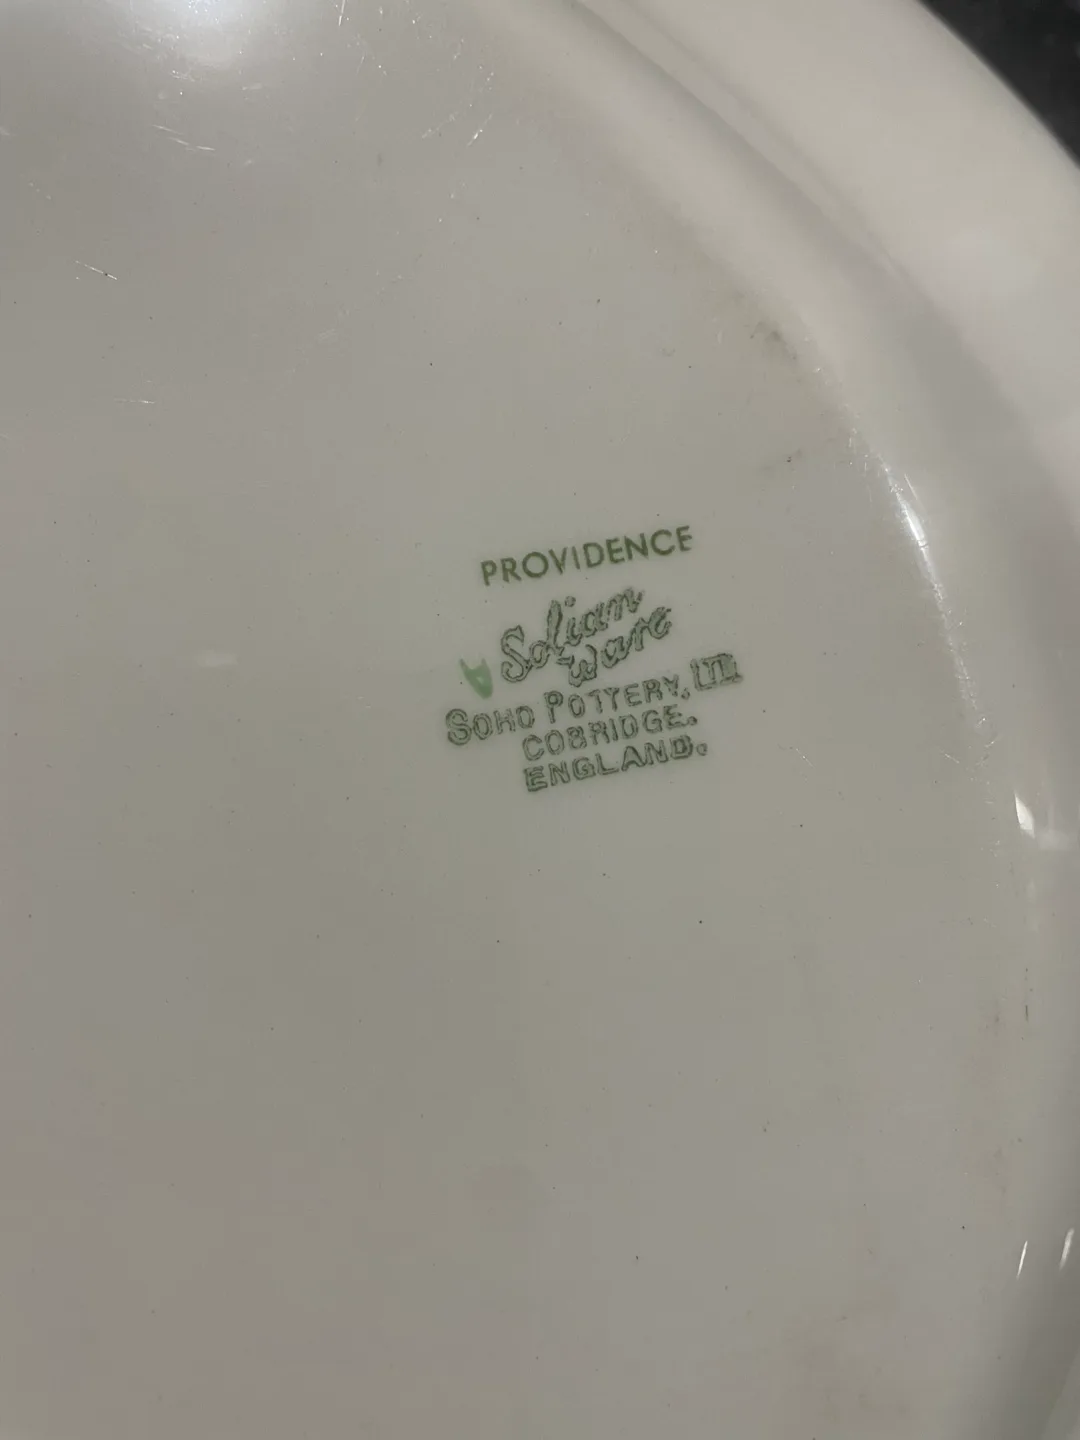 PROVIDENCE
Solian
Ware
A
SOHO POTTERY, LTD
COBRIDGE.
ENGLAND.